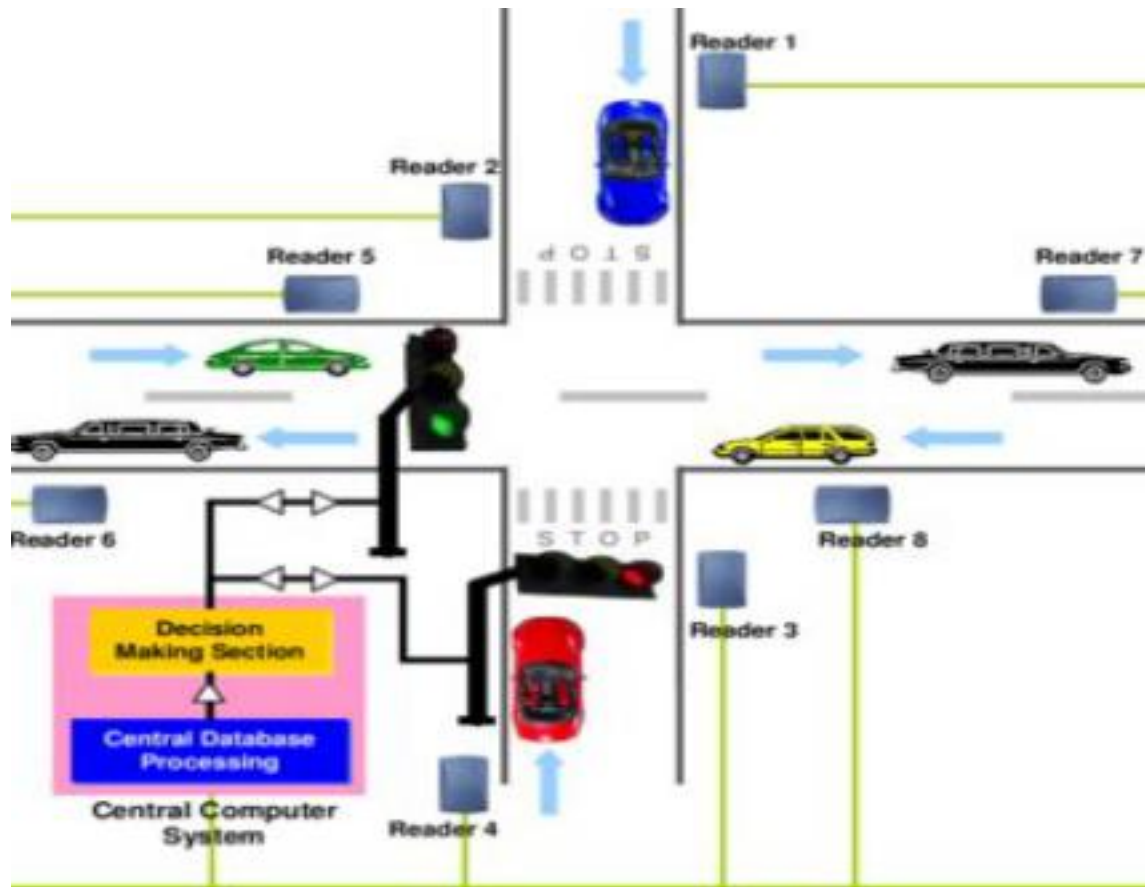 Reader 1
Reader 2
STOP
Reader 5
Reader 7
Reader 6
STOP
Reader 8
Reader 3
Decision
Making Section
Central Database
Processing
Central Computer
System
Reader 4